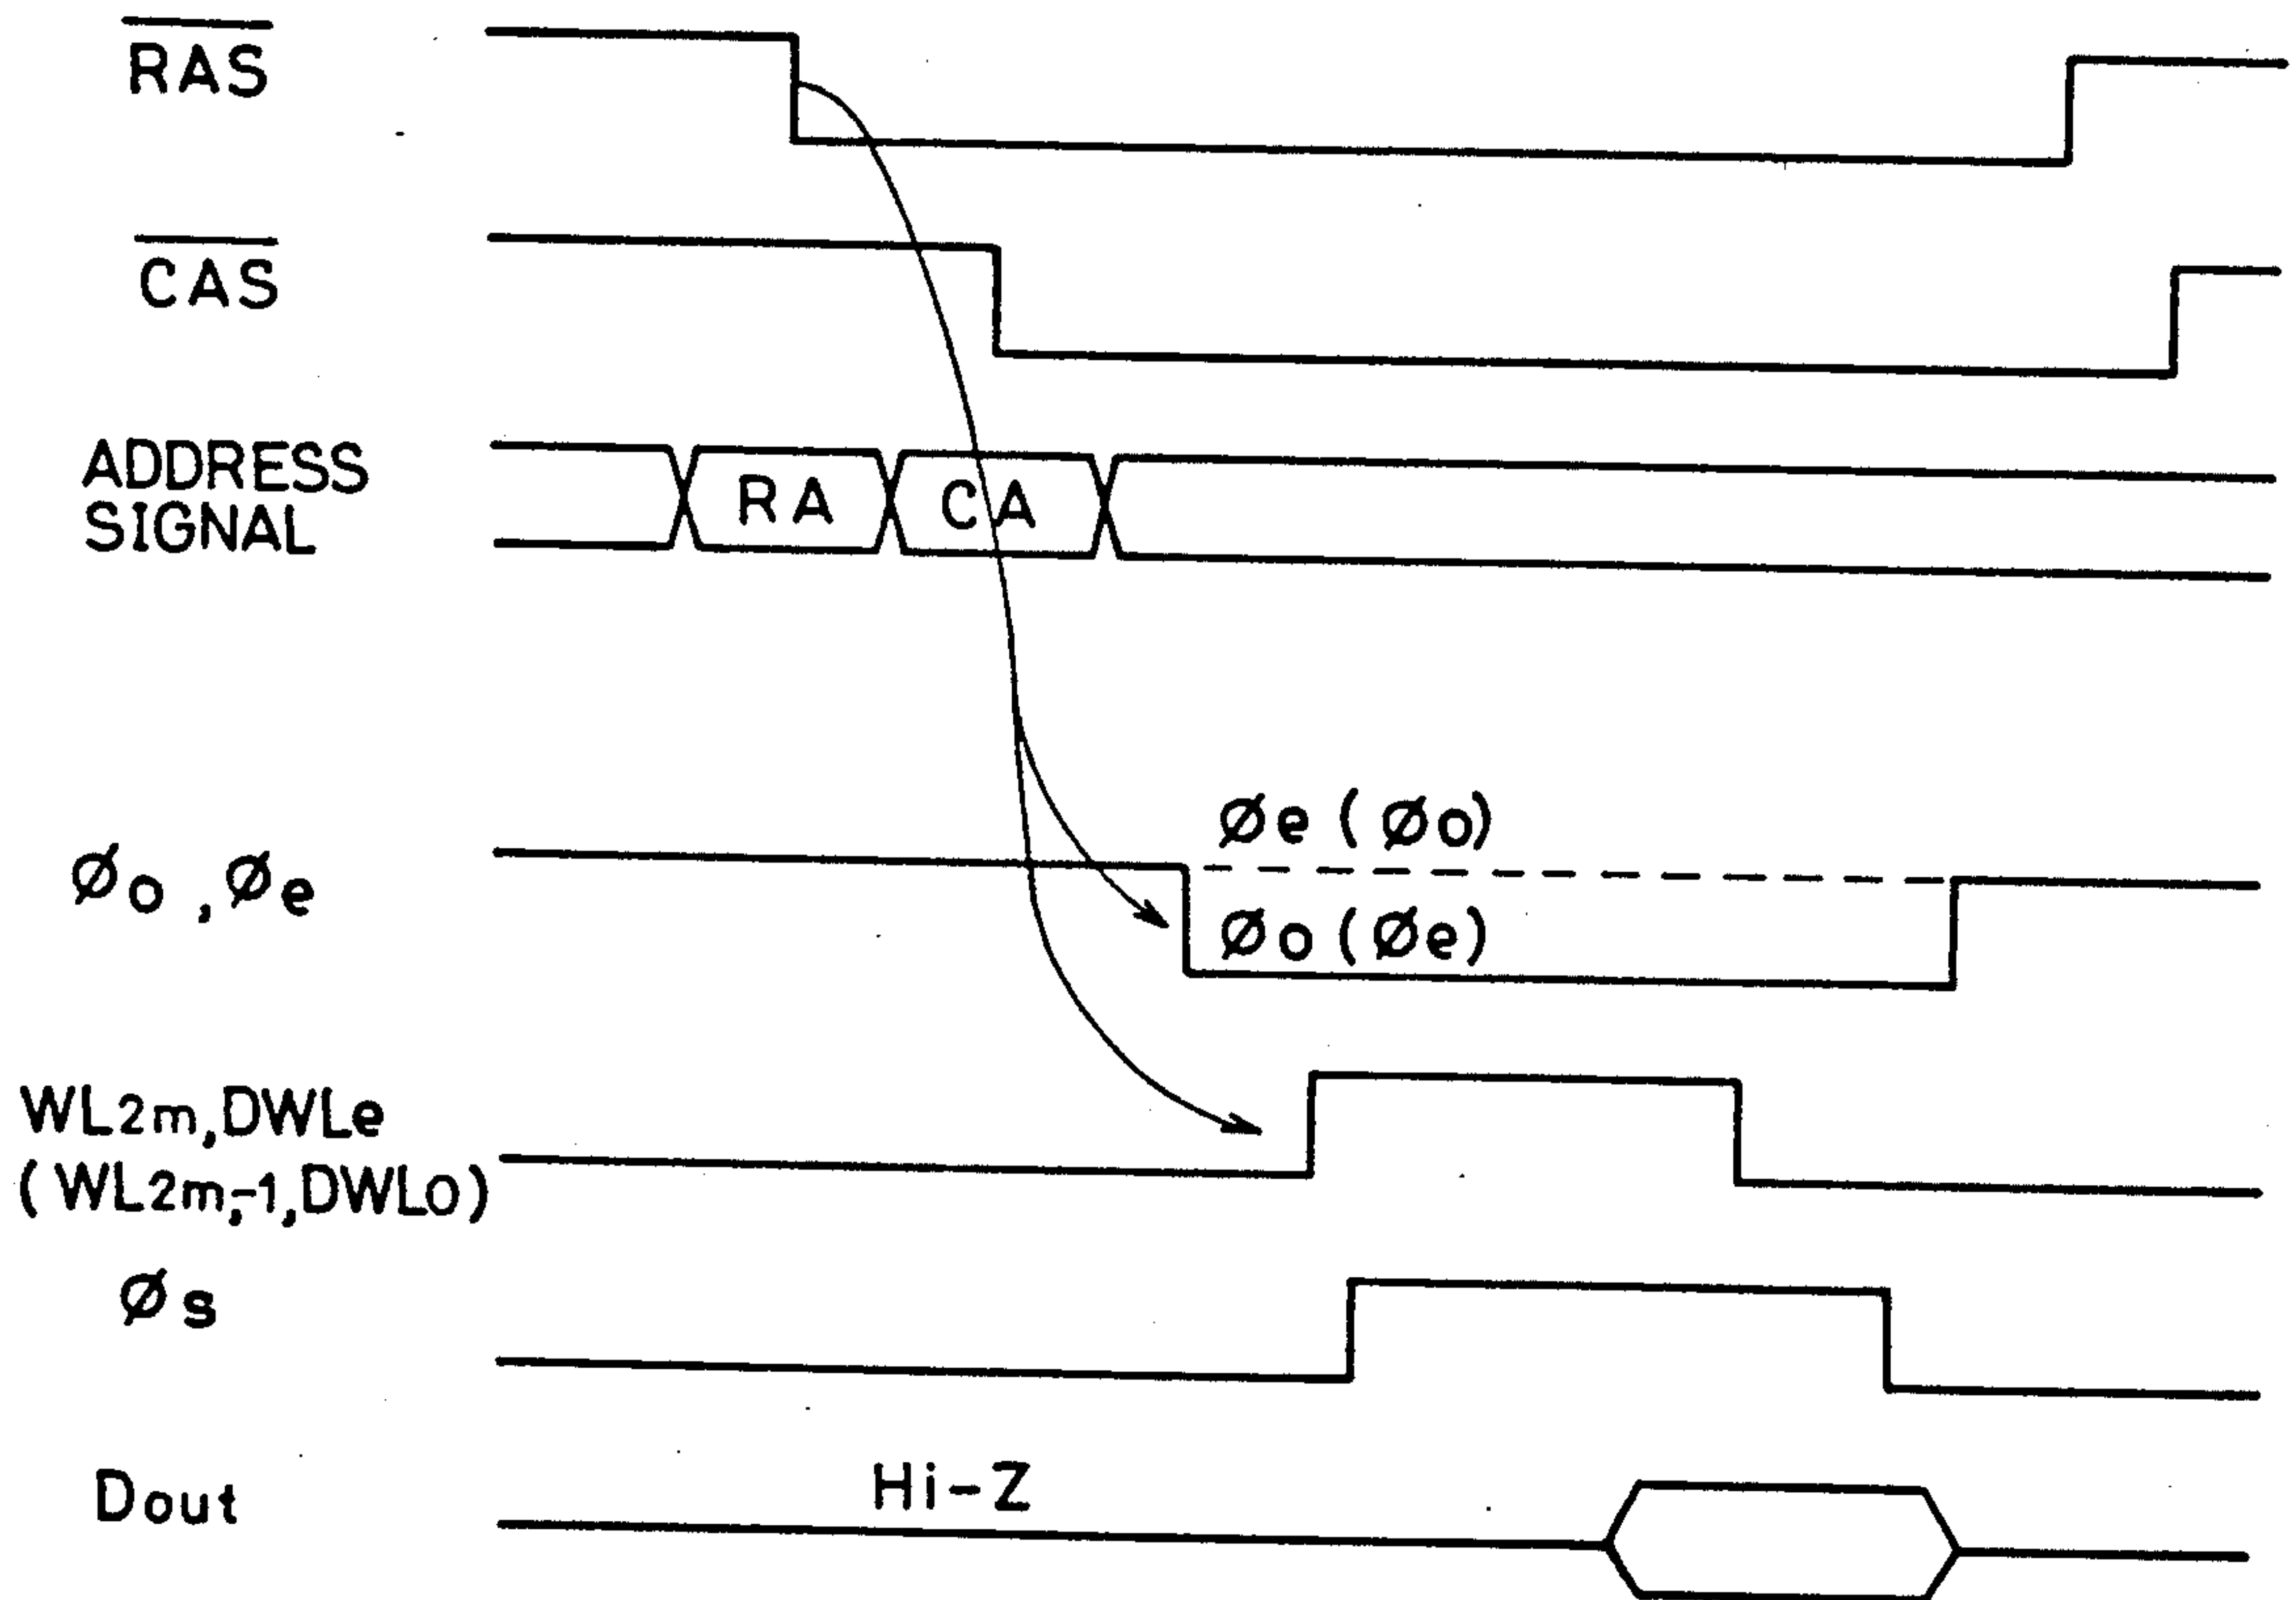 RAS
CAS
ADDRESS
SIGNAL
RA
CA
Øe (Øo)
Øo, Øe
Øo (Øe)
WL2m, DWLe
(WL2m-1, DWLo)
Øs
Hi-Z
Dout